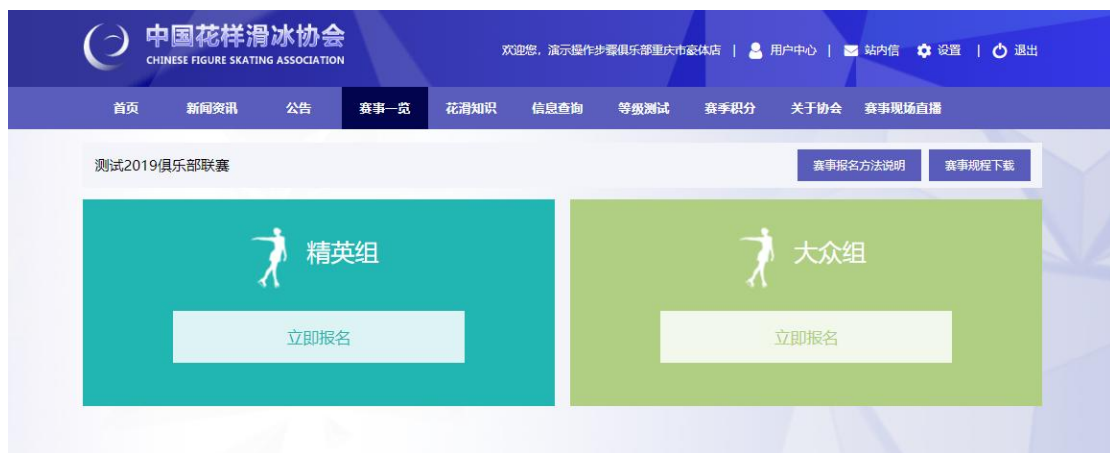 中国花样滑冰协会
CHINESE FIGURE SKATING ASSOCIATION
欢迎您，演示操作步骤俱乐部重庆市豪体店 | 用户中心 | 站内信 设置 | 退出
首页 新闻资讯 公告 赛事一览 花滑知识 信息查询 等级测试 赛季积分 关于协会 赛事现场直播
测试2019俱乐部联赛 赛事报名方法说明 赛事规程下载
精英组 大众组
立即报名 立即报名